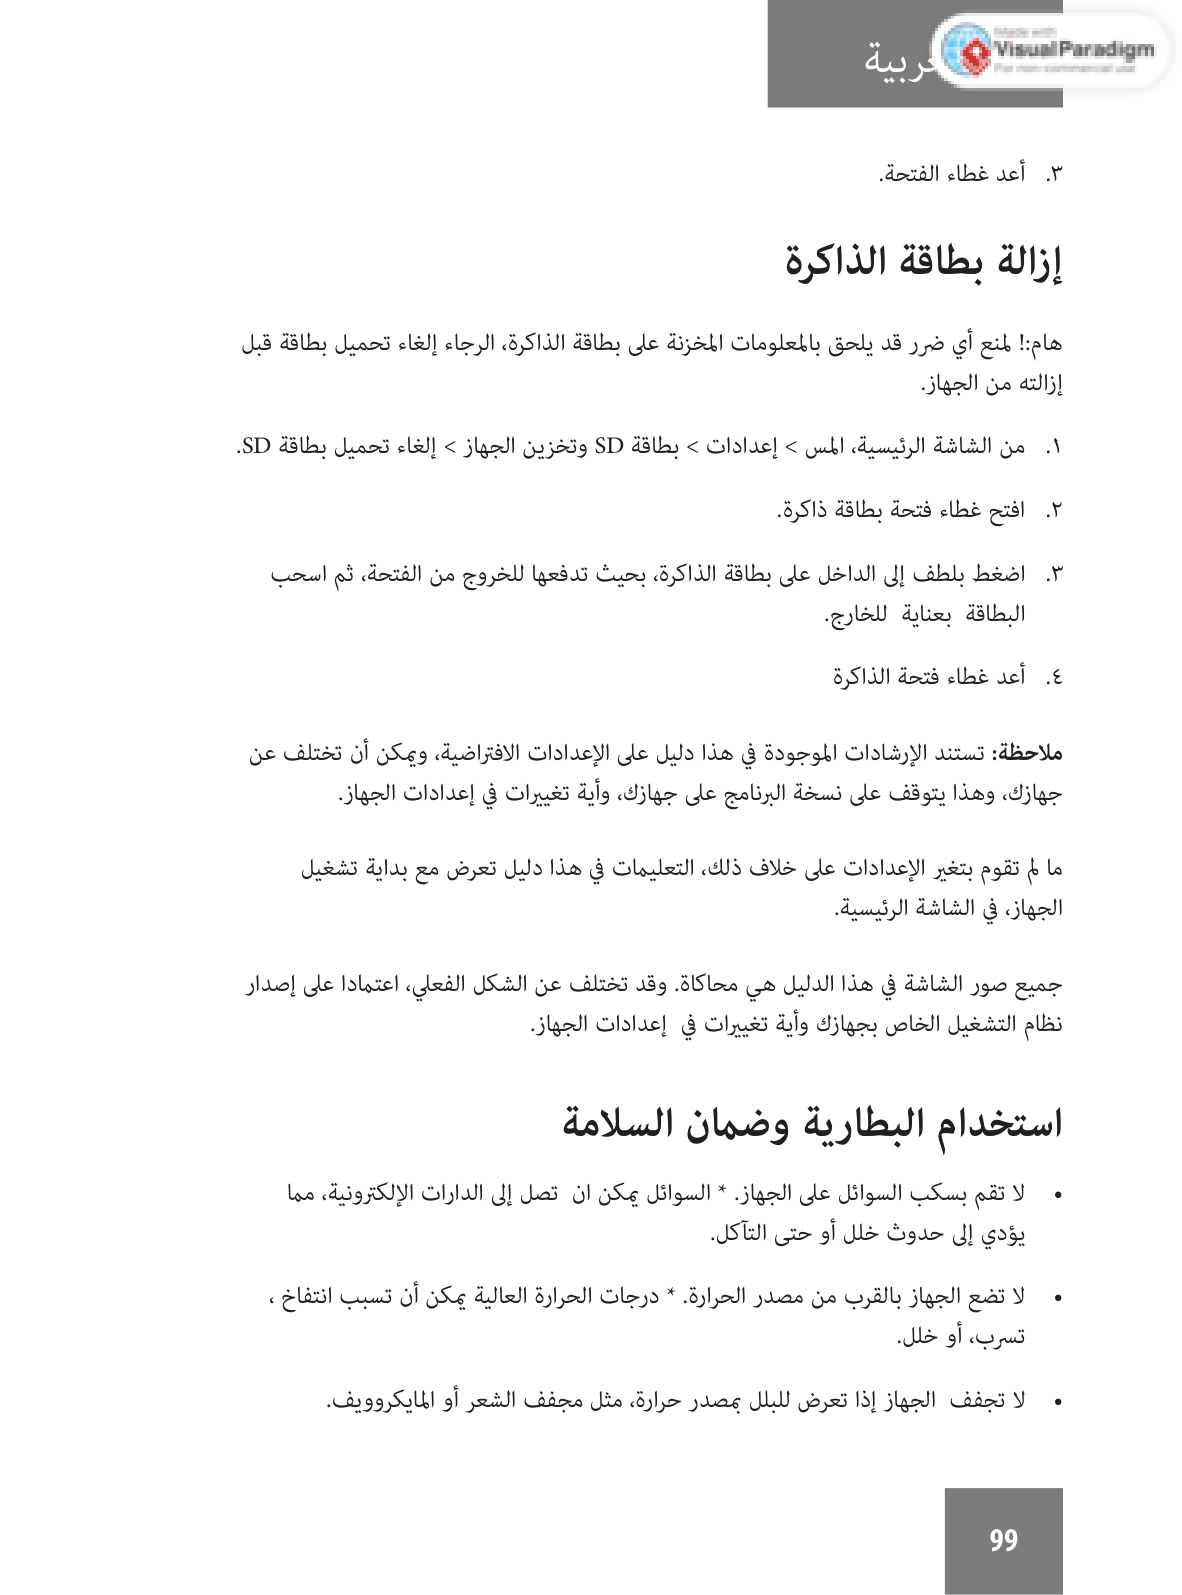 Made with
Visual Paradigm
For non-commercial use
٣. أعد غطاء الفتحة.
إزالة بطاقة الذاكرة
هام:! لمنع أي ضرر قد يلحق بالمعلومات المخزنة على بطاقة الذاكرة، الرجاء إلغاء تحميل بطاقة قبل
إزالته من الجهاز.
١. من الشاشة الرئيسية، المس > إعدادات > بطاقة SD وتخزين الجهاز > إلغاء تحميل بطاقة SD.
٢. افتح غطاء فتحة بطاقة ذاكرة.
٣. اضغط بلطف إلى الداخل على بطاقة الذاكرة، بحيث تدفعها للخروج من الفتحة، ثم اسحب
البطاقة بعناية للخارج.
٤. أعد غطاء فتحة الذاكرة
ملاحظة: تستند الإرشادات الموجودة في هذا دليل على الإعدادات الافتراضية، ويمكن أن تختلف عن
جهازك، وهذا يتوقف على نسخة البرنامج على جهازك، وأية تغييرات في إعدادات الجهاز.
ما لم تقوم بتغير الإعدادات على خلاف ذلك، التعليمات في هذا دليل تعرض مع بداية تشغيل
الجهاز، في الشاشة الرئيسية.
جميع صور الشاشة في هذا الدليل هي محاكاة. وقد تختلف عن الشكل الفعلي، اعتمادا على إصدار
نظام التشغيل الخاص بجهازك وأية تغييرات في إعدادات الجهاز.
استخدام البطارية وضمان السلامة
• لا تقم بسكب السوائل على الجهاز. * السوائل يمكن ان تصل إلى الدارات الإلكترونية، مما
يؤدي إلى حدوث خلل أو حتى التآكل.
• لا تضع الجهاز بالقرب من مصدر الحرارة. * درجات الحرارة العالية يمكن أن تسبب انتفاخ ،
تسرب، أو خلل.
• لا تجفف الجهاز إذا تعرض للبلل بمصدر حرارة، مثل مجفف الشعر أو المايكروويف.
99